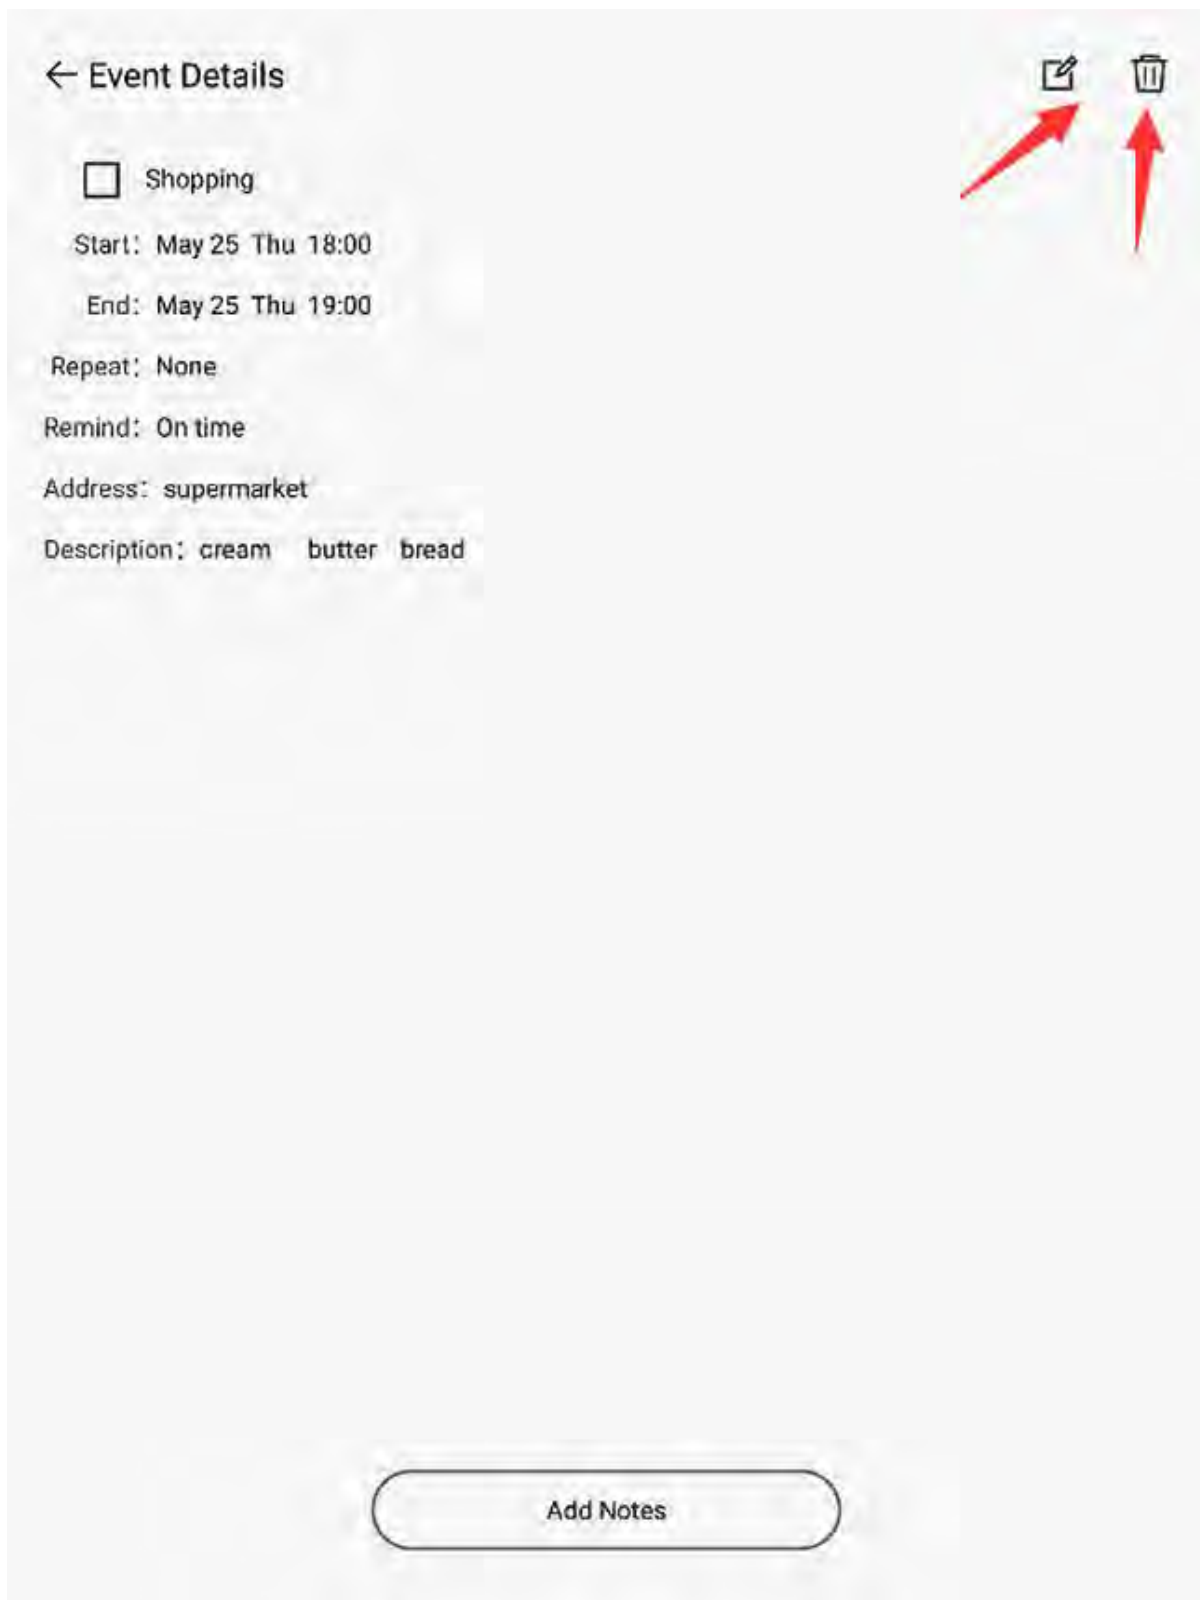 Event Details
Shopping
Start: May 25 Thu 18:00
End: May 25 Thu 19:00
Repeat: None
Remind: On time
Address: supermarket
Description: cream butter bread
Add Notes